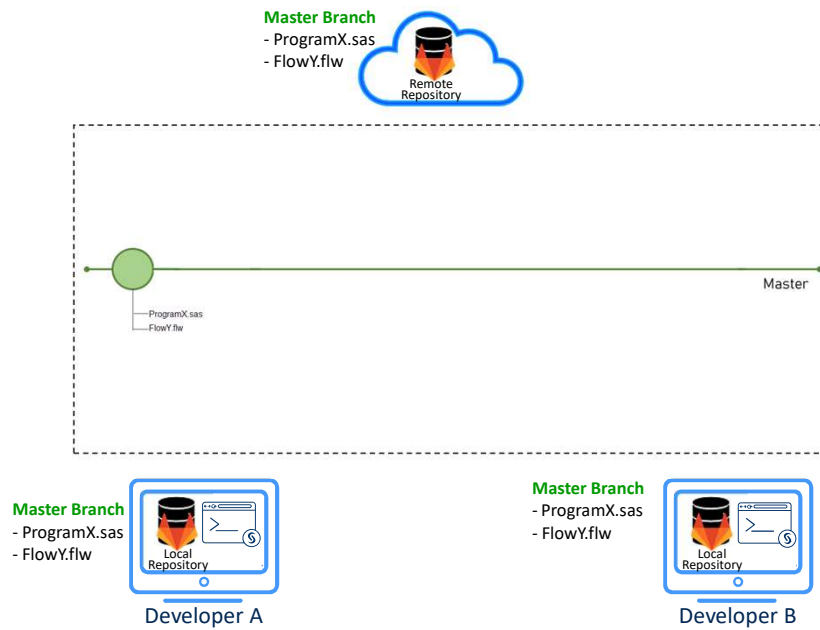 Master Branch
- ProgramX.sas
- FlowY.flw
Remote
Repository
Master
ProgramX.sas
FlowY.flw
Master Branch
- ProgramX.sas
- FlowY.flw
Local
Repository
Developer A
Master Branch
- ProgramX.sas
- FlowY.flw
Local
Repository
Developer B